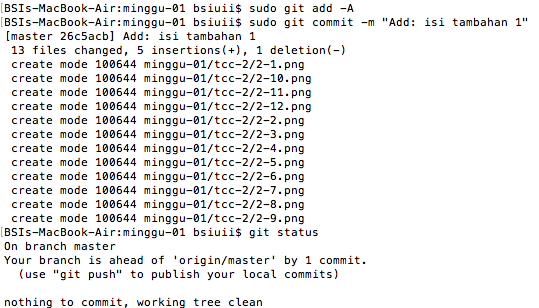 BSIs-MacBook-Air:minggu-01 bsiuii$ sudo git add -A
BSIs-MacBook-Air:minggu-01 bsiuii$ sudo git commit -m "Add: isi tambahan 1"
[master 26c5acb] Add: isi tambahan 1
 13 files changed, 5 insertions(+), 1 deletion(-)
 create mode 100644 minggu-01/tcc-2/2-1.png
 create mode 100644 minggu-01/tcc-2/2-10.png
 create mode 100644 minggu-01/tcc-2/2-11.png
 create mode 100644 minggu-01/tcc-2/2-12.png
 create mode 100644 minggu-01/tcc-2/2-2.png
 create mode 100644 minggu-01/tcc-2/2-3.png
 create mode 100644 minggu-01/tcc-2/2-4.png
 create mode 100644 minggu-01/tcc-2/2-5.png
 create mode 100644 minggu-01/tcc-2/2-6.png
 create mode 100644 minggu-01/tcc-2/2-7.png
 create mode 100644 minggu-01/tcc-2/2-8.png
 create mode 100644 minggu-01/tcc-2/2-9.png
BSIs-MacBook-Air:minggu-01 bsiuii$ git status
On branch master
Your branch is ahead of 'origin/master' by 1 commit.
  (use "git push" to publish your local commits)
nothing to commit, working tree clean